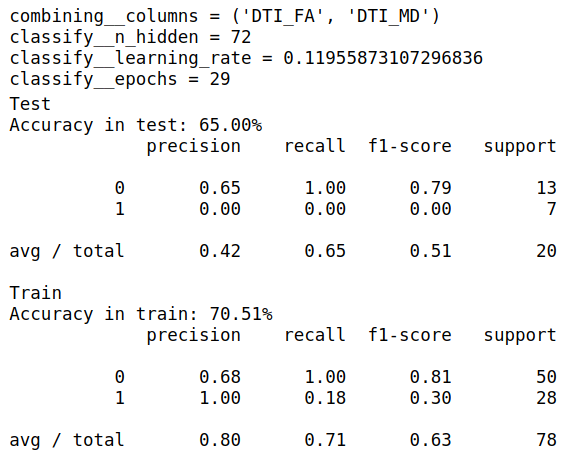 combining__columns = ('DTI_FA', 'DTI_MD')
classify__n_hidden = 72
classify__learning_rate = 0.11955873107296836
classify__epochs = 29
Test
Accuracy in test: 65.00%
precision recall f1-score support
0 0.65 1.00 0.79 13
1 0.00 0.00 0.00 7
avg / total 0.42 0.65 0.51 20
Train
Accuracy in train: 70.51%
precision recall f1-score support
0 0.68 1.00 0.81 50
1 1.00 0.18 0.30 28
avg / total 0.80 0.71 0.63 78